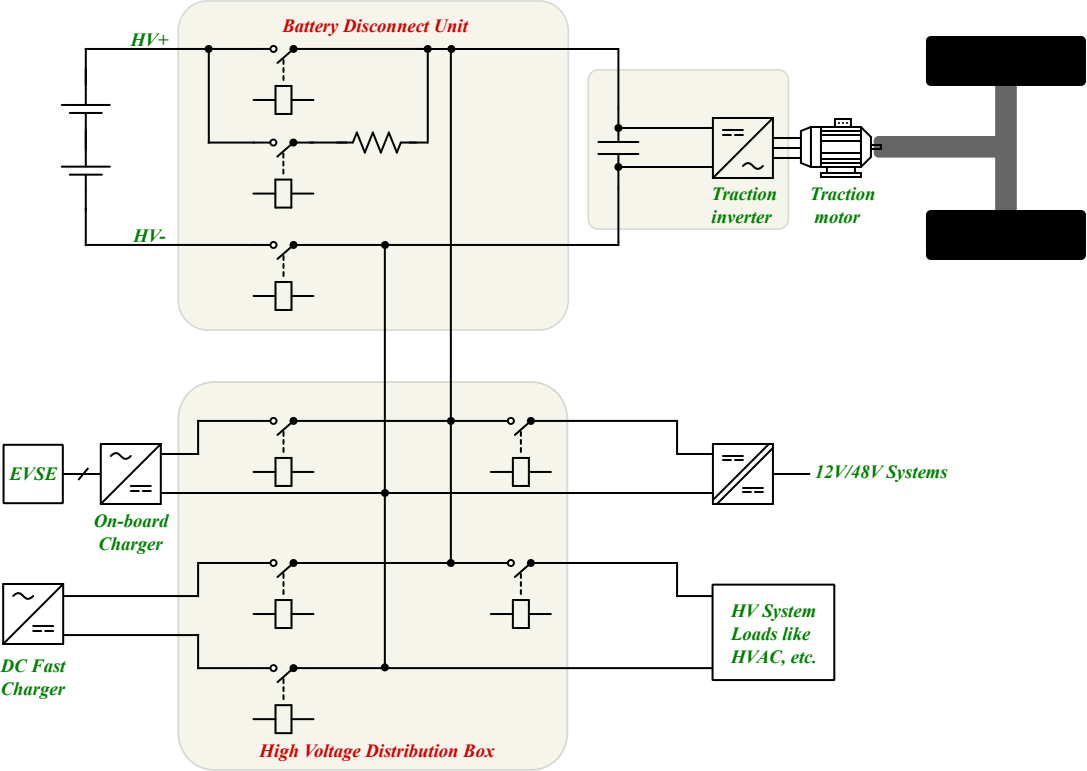 Battery Disconnect Unit
HV+
HV-
Traction
inverter
Traction
motor
EVSE
On-board
Charger
12V/48V Systems
DC Fast
Charger
HV System
Loads like
HVAC, etc.
High Voltage Distribution Box